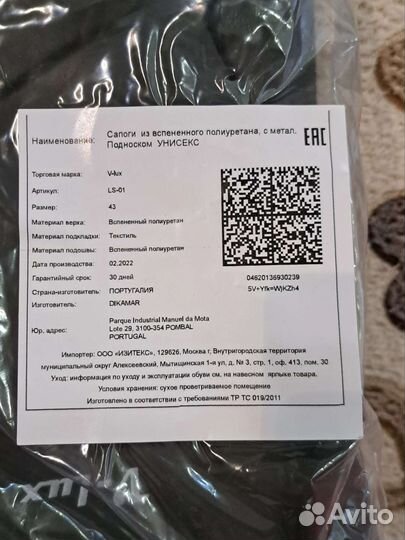 Наименование: Сапоги из вспененного полиуретана, с метал. Подноском УНИСЕКС
EAC
Торговая марка: V-lux
Артикул: LS-01
Размер: 43
Материал верха: Вспененный полиуретан
Материал подкладки: Текстиль
Материал подошвы: Вспененный полиуретан
Дата производства: 02.2022
Гарантийный срок: 30 дней
Страна-изготовитель: ПОРТУГАЛИЯ
Изготовитель: DIKAMAR
04620136930239
5V+Yfk=WjKZh4
Юр. адрес: Parque Industrial Manuel da Mota
Lote 29, 3100-354 POMBAL
PORTUGAL
Импортер: ООО «ИЗИТЕКС», 129626, Москва г, Внутригородская территория
муниципальный округ Алексеевский, Мытищинская 1-я ул, д. № 3, стр. 1, оф. 413, пом. 30
Уход: информация по уходу и эксплуатации обуви см. на навесном ярлыке товара.
Условия хранения: сухое проветриваемое помещение
Изготовлено в соответствии с требованиями ТР ТС 019/2011
V-lux
Avito